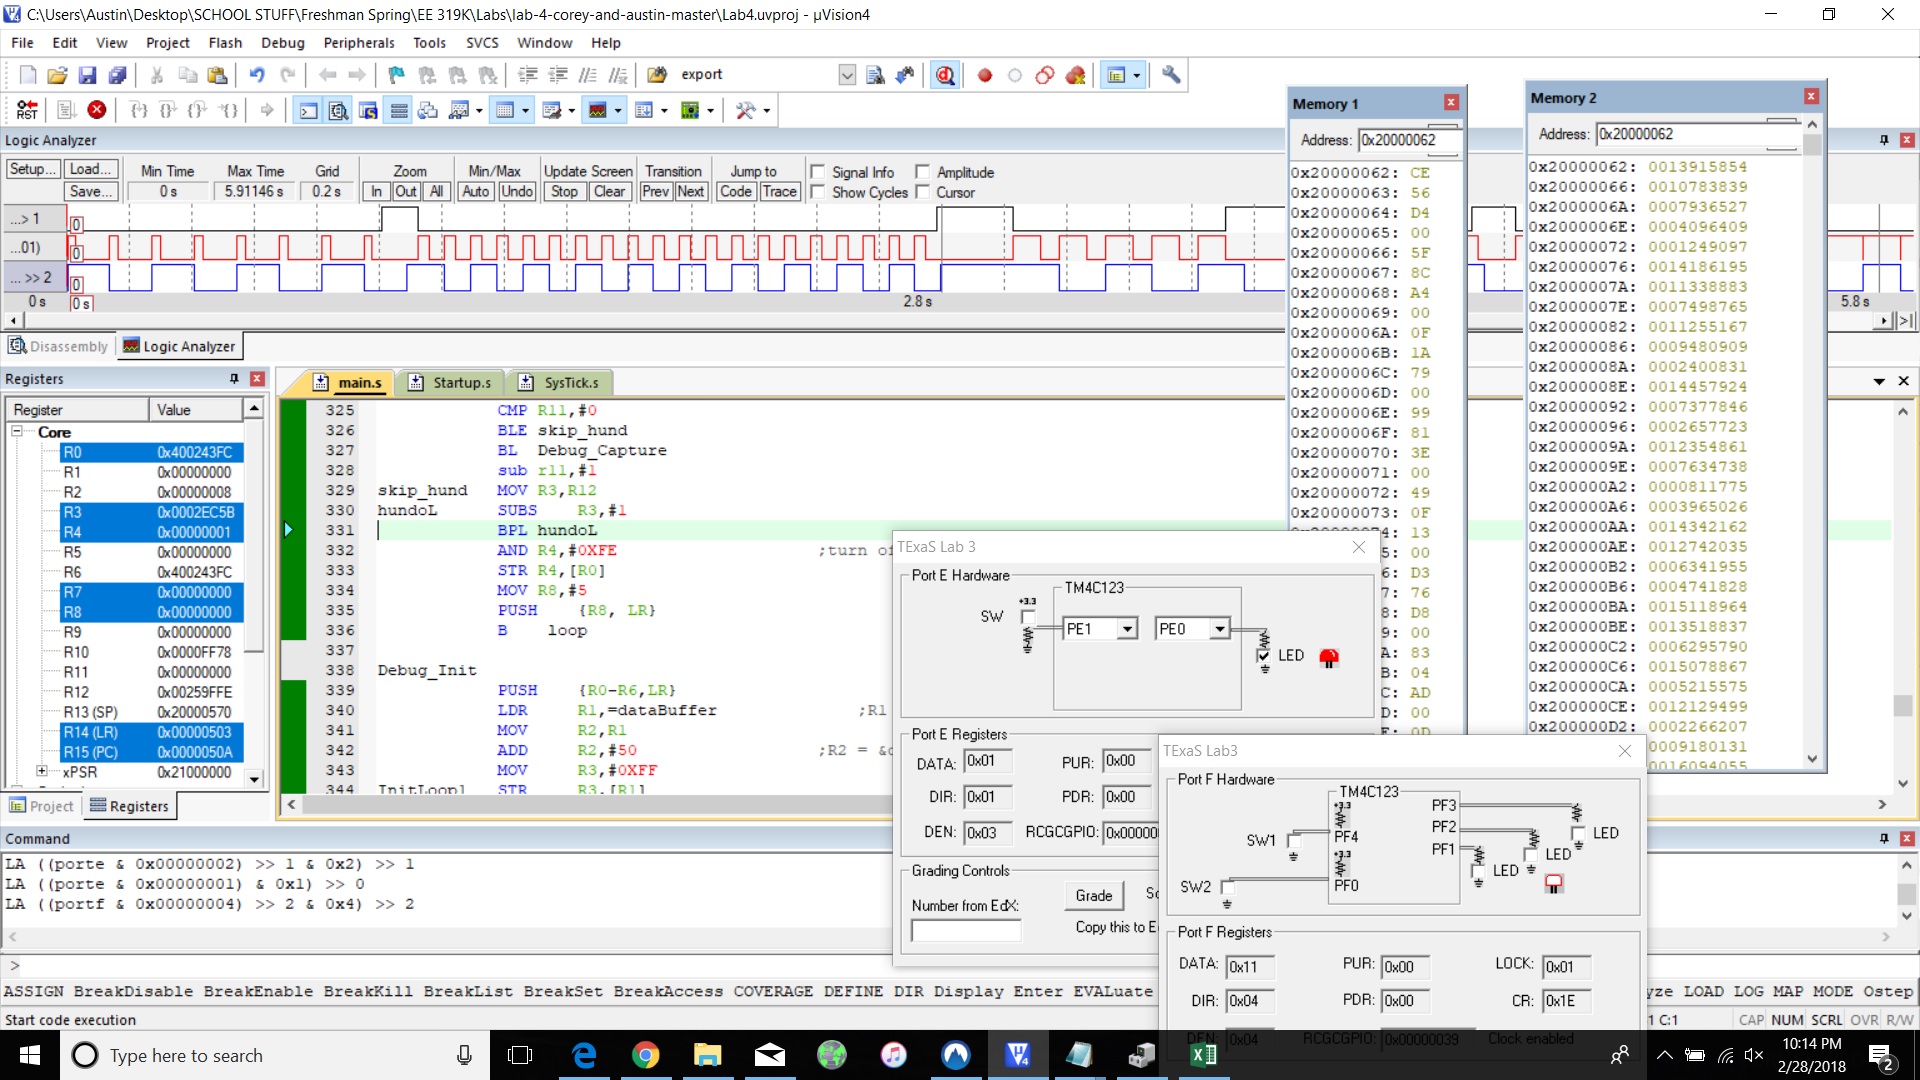 C:\Users\Austin\Desktop\SCHOOL STUFF\Freshman Spring\EE 319K\Labs\lab-4-corey-and-austin-master\Lab4.uvproj - µVision4
File Edit View Project Flash Debug Peripherals Tools SVCS Window Help
export
RST
Logic Analyzer
Setup... Load... Min Time Max Time Grid Zoom Min/Max Update Screen Transition Jump to Signal Info Amplitude
Save... 0 s 5.91146 s 0.2 s In Out All Auto Undo Stop Clear Prev Next Code Trace Show Cycles Cursor
...> 1 0
...01) 0
... >> 2 0
0 s 0 s 2.8 s 5.8 s
Disassembly Logic Analyzer
Registers
Register Value
Core
R0 0x400243FC
R1 0x00000000
R2 0x00000008
R3 0x0002EC5B
R4 0x00000001
R5 0x00000000
R6 0x400243FC
R7 0x00000000
R8 0x00000000
R9 0x00000000
R10 0x0000FF78
R11 0x00000000
R12 0x00259FFE
R13 (SP) 0x20000570
R14 (LR) 0x00000503
R15 (PC) 0x0000050A
xPSR 0x21000000
Project Registers
main.s Startup.s SysTick.s
325 CMP R11,#0
326 BLE skip_hund
327 BL Debug_Capture
328 sub r11,#1
329 skip_hund MOV R3,R12
330 hundoL SUBS R3,#1
331 BPL hundoL
332 AND R4,#0XFE ;turn of
333 STR R4,[R0]
334 MOV R8,#5
335 PUSH {R8, LR}
336 B loop
337
338 Debug_Init
339 PUSH {R0-R6,LR}
340 LDR R1,=dataBuffer ;R1
341 MOV R2,R1
342 ADD R2,#50 ;R2 = &
343 MOV R3,#0XFF
344 InitLoop1 STR R3,[R1]
Memory 1
Address: 0x20000062
0x20000062: CE
0x20000063: 56
0x20000064: D4
0x20000065: 00
0x20000066: 5F
0x20000067: 8C
0x20000068: A4
0x20000069: 00
0x2000006A: 0F
0x2000006B: 1A
0x2000006C: 79
0x2000006D: 00
0x2000006E: 99
0x2000006F: 81
0x20000070: 3E
0x20000071: 00
0x20000072: 49
0x20000073: 0F
74: 13
5: 00
6: D3
7: 76
8: D8
9: 00
A: 83
B: 04
C: AD
D: 00
Memory 2
Address: 0x20000062
0x20000062: 0013915854
0x20000066: 0010783839
0x2000006A: 0007936527
0x2000006E: 0004096409
0x20000072: 0001249097
0x20000076: 0014186195
0x2000007A: 0011338883
0x2000007E: 0007498765
0x20000082: 0011255167
0x20000086: 0009480909
0x2000008A: 0002400831
0x2000008E: 0014457924
0x20000092: 0007377846
0x20000096: 0002657723
0x2000009A: 0012354861
0x2000009E: 0007634738
0x200000A2: 0000811775
0x200000A6: 0003965026
0x200000AA: 0014342162
0x200000AE: 0012742035
0x200000B2: 0006341955
0x200000B6: 0004741828
0x200000BA: 0015118964
0x200000BE: 0013518837
0x200000C2: 0006295790
0x200000C6: 0015078867
0x200000CA: 0005215575
0x200000CE: 0012129499
0x200000D2: 0002266207
0009180131
0016094055
TExaS Lab 3
Port E Hardware
TM4C123
+3.3
SW PE1 PE0
LED
Port E Registers
DATA: 0x01 PUR: 0x00
DIR: 0x01 PDR: 0x00
DEN: 0x03 RCGCGPIO: 0x00000
Grading Controls
Number from EdX: Grade
Copy this to E
TExaS Lab3
Port F Hardware
TM4C123
+3.3 PF3
SW1 PF4 PF2 LED
+3.3 PF1 LED
SW2 PF0 LED
Port F Registers
DATA: 0x11 PUR: 0x00 LOCK: 0x01
DIR: 0x04 PDR: 0x00 CR: 0x1E
DEN: 0x04 RCGCGPIO: 0x00000039 Clock enabled
Command
LA ((porte & 0x00000002) >> 1 & 0x2) >> 1
LA ((porte & 0x00000001) & 0x1) >> 0
LA ((portf & 0x00000004) >> 2 & 0x4) >> 2
>
ASSIGN BreakDisable BreakEnable BreakKill BreakList BreakSet BreakAccess COVERAGE DEFINE DIR Display Enter EVALuate yze LOAD LOG MAP MODE Ostep
Start code execution 1 C:1 CAP NUM SCRL OVR R/W
Type here to search
10:14 PM
2/28/2018
2